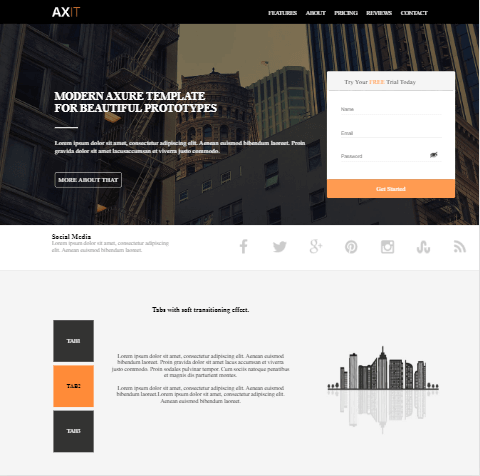 AXIT
FEATURES ABOUT PRICING REVIEWS CONTACT
MODERN AXURE TEMPLATE
FOR BEAUTIFUL PROTOTYPES
Lorem ipsum dolor sit amet, consectetur adipiscing elit. Aenean euismod bibendum laoreet. Proin
gravida dolor sit amet lacusaccumsan et viverra justo commodo.
MORE ABOUT THAT
Try Your FREE Trial Today
Name
Email
Password
Get Started
Social Media
Lorem ipsum dolor sit amet, consectetur adipiscing
elit. Aenean euismod bibendum laoreet.
Tabs with soft transitioning effect.
TAB1
TAB2
TAB3
Lorem ipsum dolor sit amet, consectetur adipiscing elit. Aenean euismod
bibendum laoreet. Proin gravida dolor sit amet lacus accumsan et viverra
justo commodo. Proin sodales pulvinar tempor. Cum sociis natoque penatibus
et magnis dis parturient montes.
Lorem ipsum dolor sit amet, consectetur adipiscing elit. Aenean euismod
bibendum laoreet.Lorem ipsum dolor sit amet, consectetur adipiscing elit.
Aenean euismod bibendum laoreet.